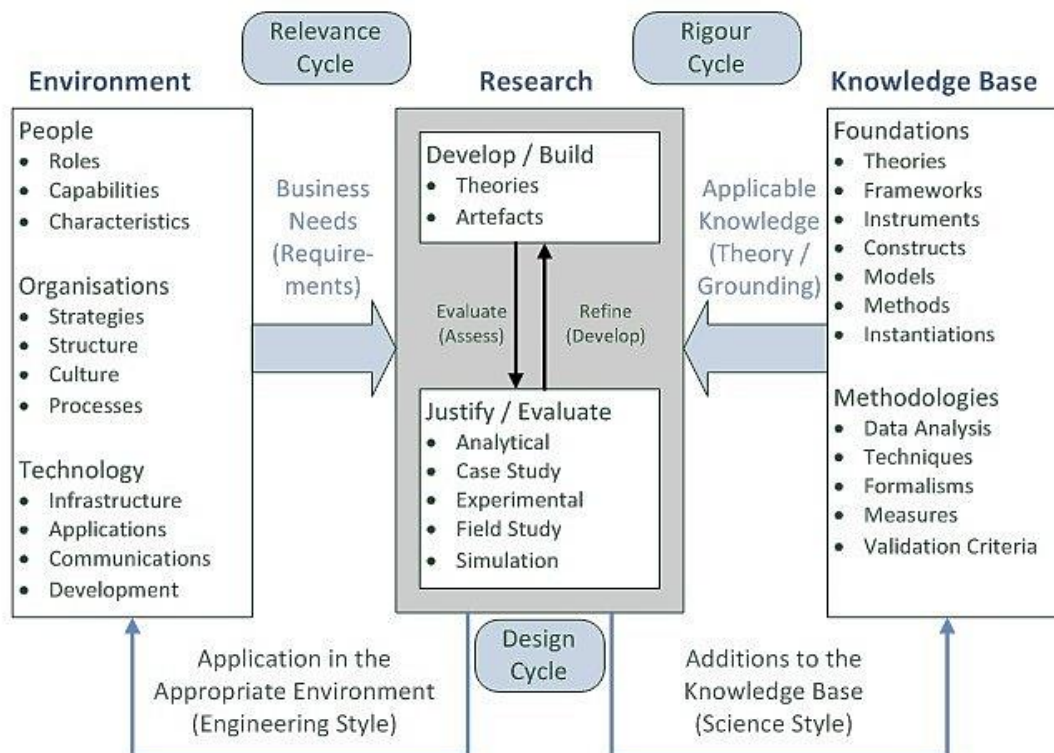 Relevance
Cycle
Rigour
Cycle
Environment
Research
Knowledge Base
People
• Roles
• Capabilities
• Characteristics
Organisations
• Strategies
• Structure
• Culture
• Processes
Technology
• Infrastructure
• Applications
• Communications
• Development
Business
Needs
(Require-
ments)
Develop / Build
• Theories
• Artefacts
Evaluate
(Assess)
Refine
(Develop)
Justify / Evaluate
• Analytical
• Case Study
• Experimental
• Field Study
• Simulation
Applicable
Knowledge
(Theory /
Grounding)
Foundations
• Theories
• Frameworks
• Instruments
• Constructs
• Models
• Methods
• Instantiations
Methodologies
• Data Analysis
• Techniques
• Formalisms
• Measures
• Validation Criteria
Application in the
Appropriate Environment
(Engineering Style)
Design
Cycle
Additions to the
Knowledge Base
(Science Style)